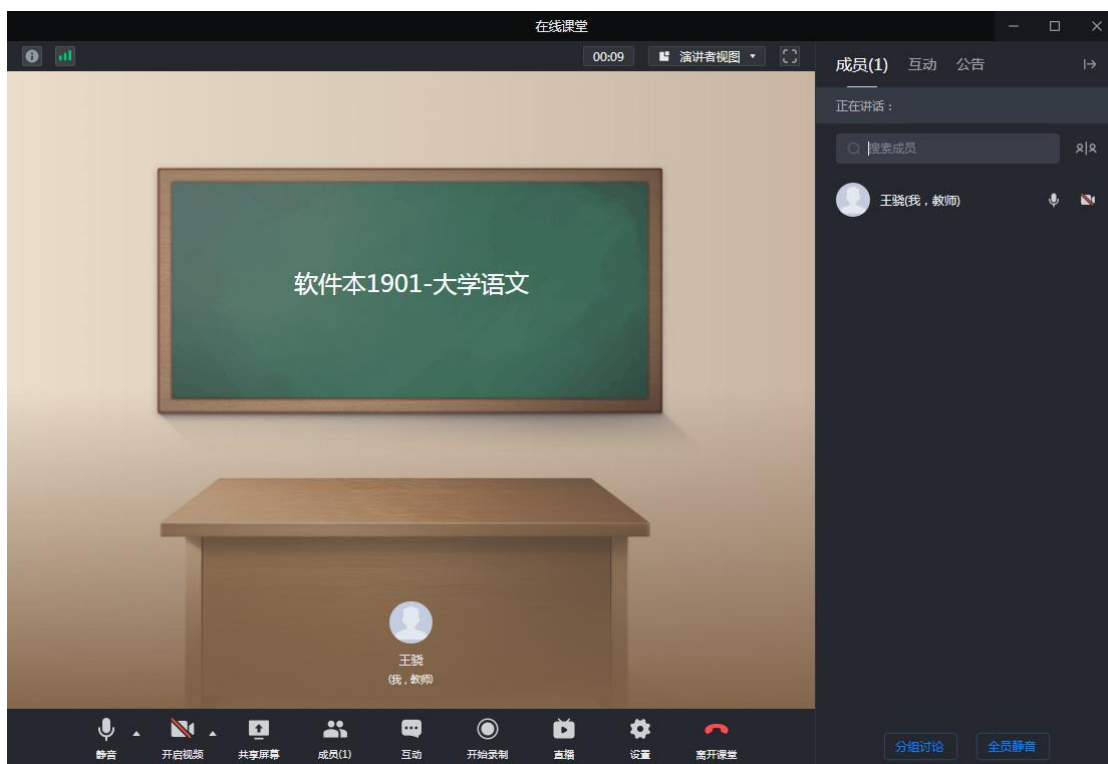 在线课堂
00:09 演讲者视图
成员(1) 互动 公告
正在讲话：
搜索成员
王骁(我，教师)
软件本1901-大学语文
王骁
(我，教师)
静音 开启视频 共享屏幕 成员(1) 互动 开始录制 直播 设置 离开课堂
分组讨论 全员静音